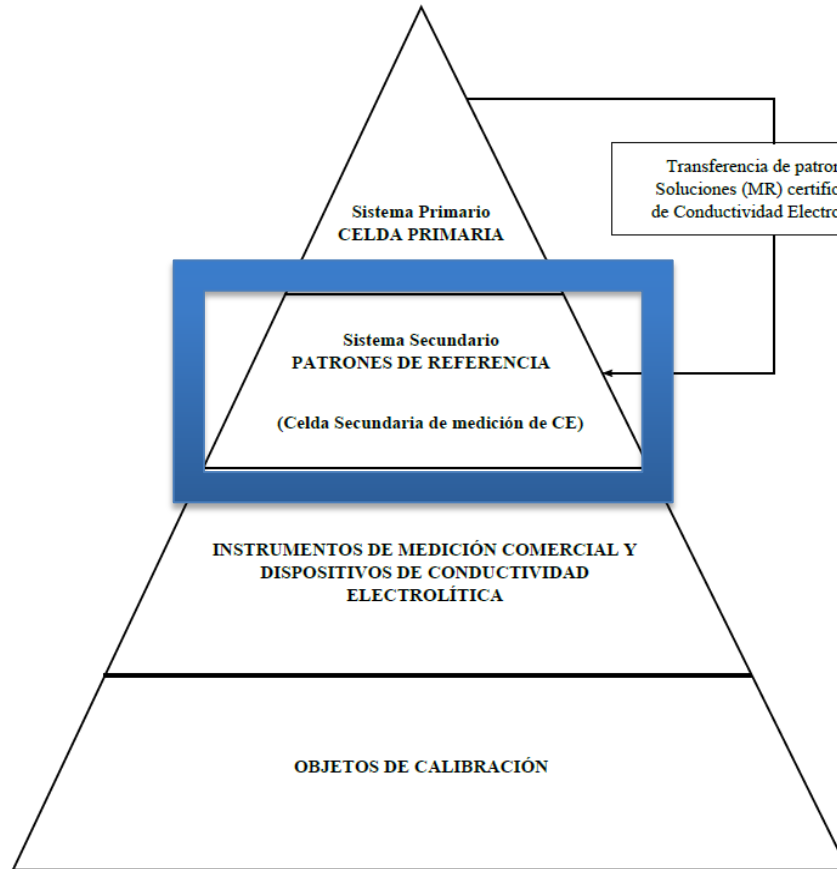 Transferencia de patron
Soluciones (MR) certific
de Conductividad Electro
Sistema Primario
CELDA PRIMARIA
Sistema Secundario
PATRONES DE REFERENCIA
(Celda Secundaria de medición de CE)
INSTRUMENTOS DE MEDICIÓN COMERCIAL Y
DISPOSITIVOS DE CONDUCTIVIDAD
ELECTROLÍTICA
OBJETOS DE CALIBRACIÓN